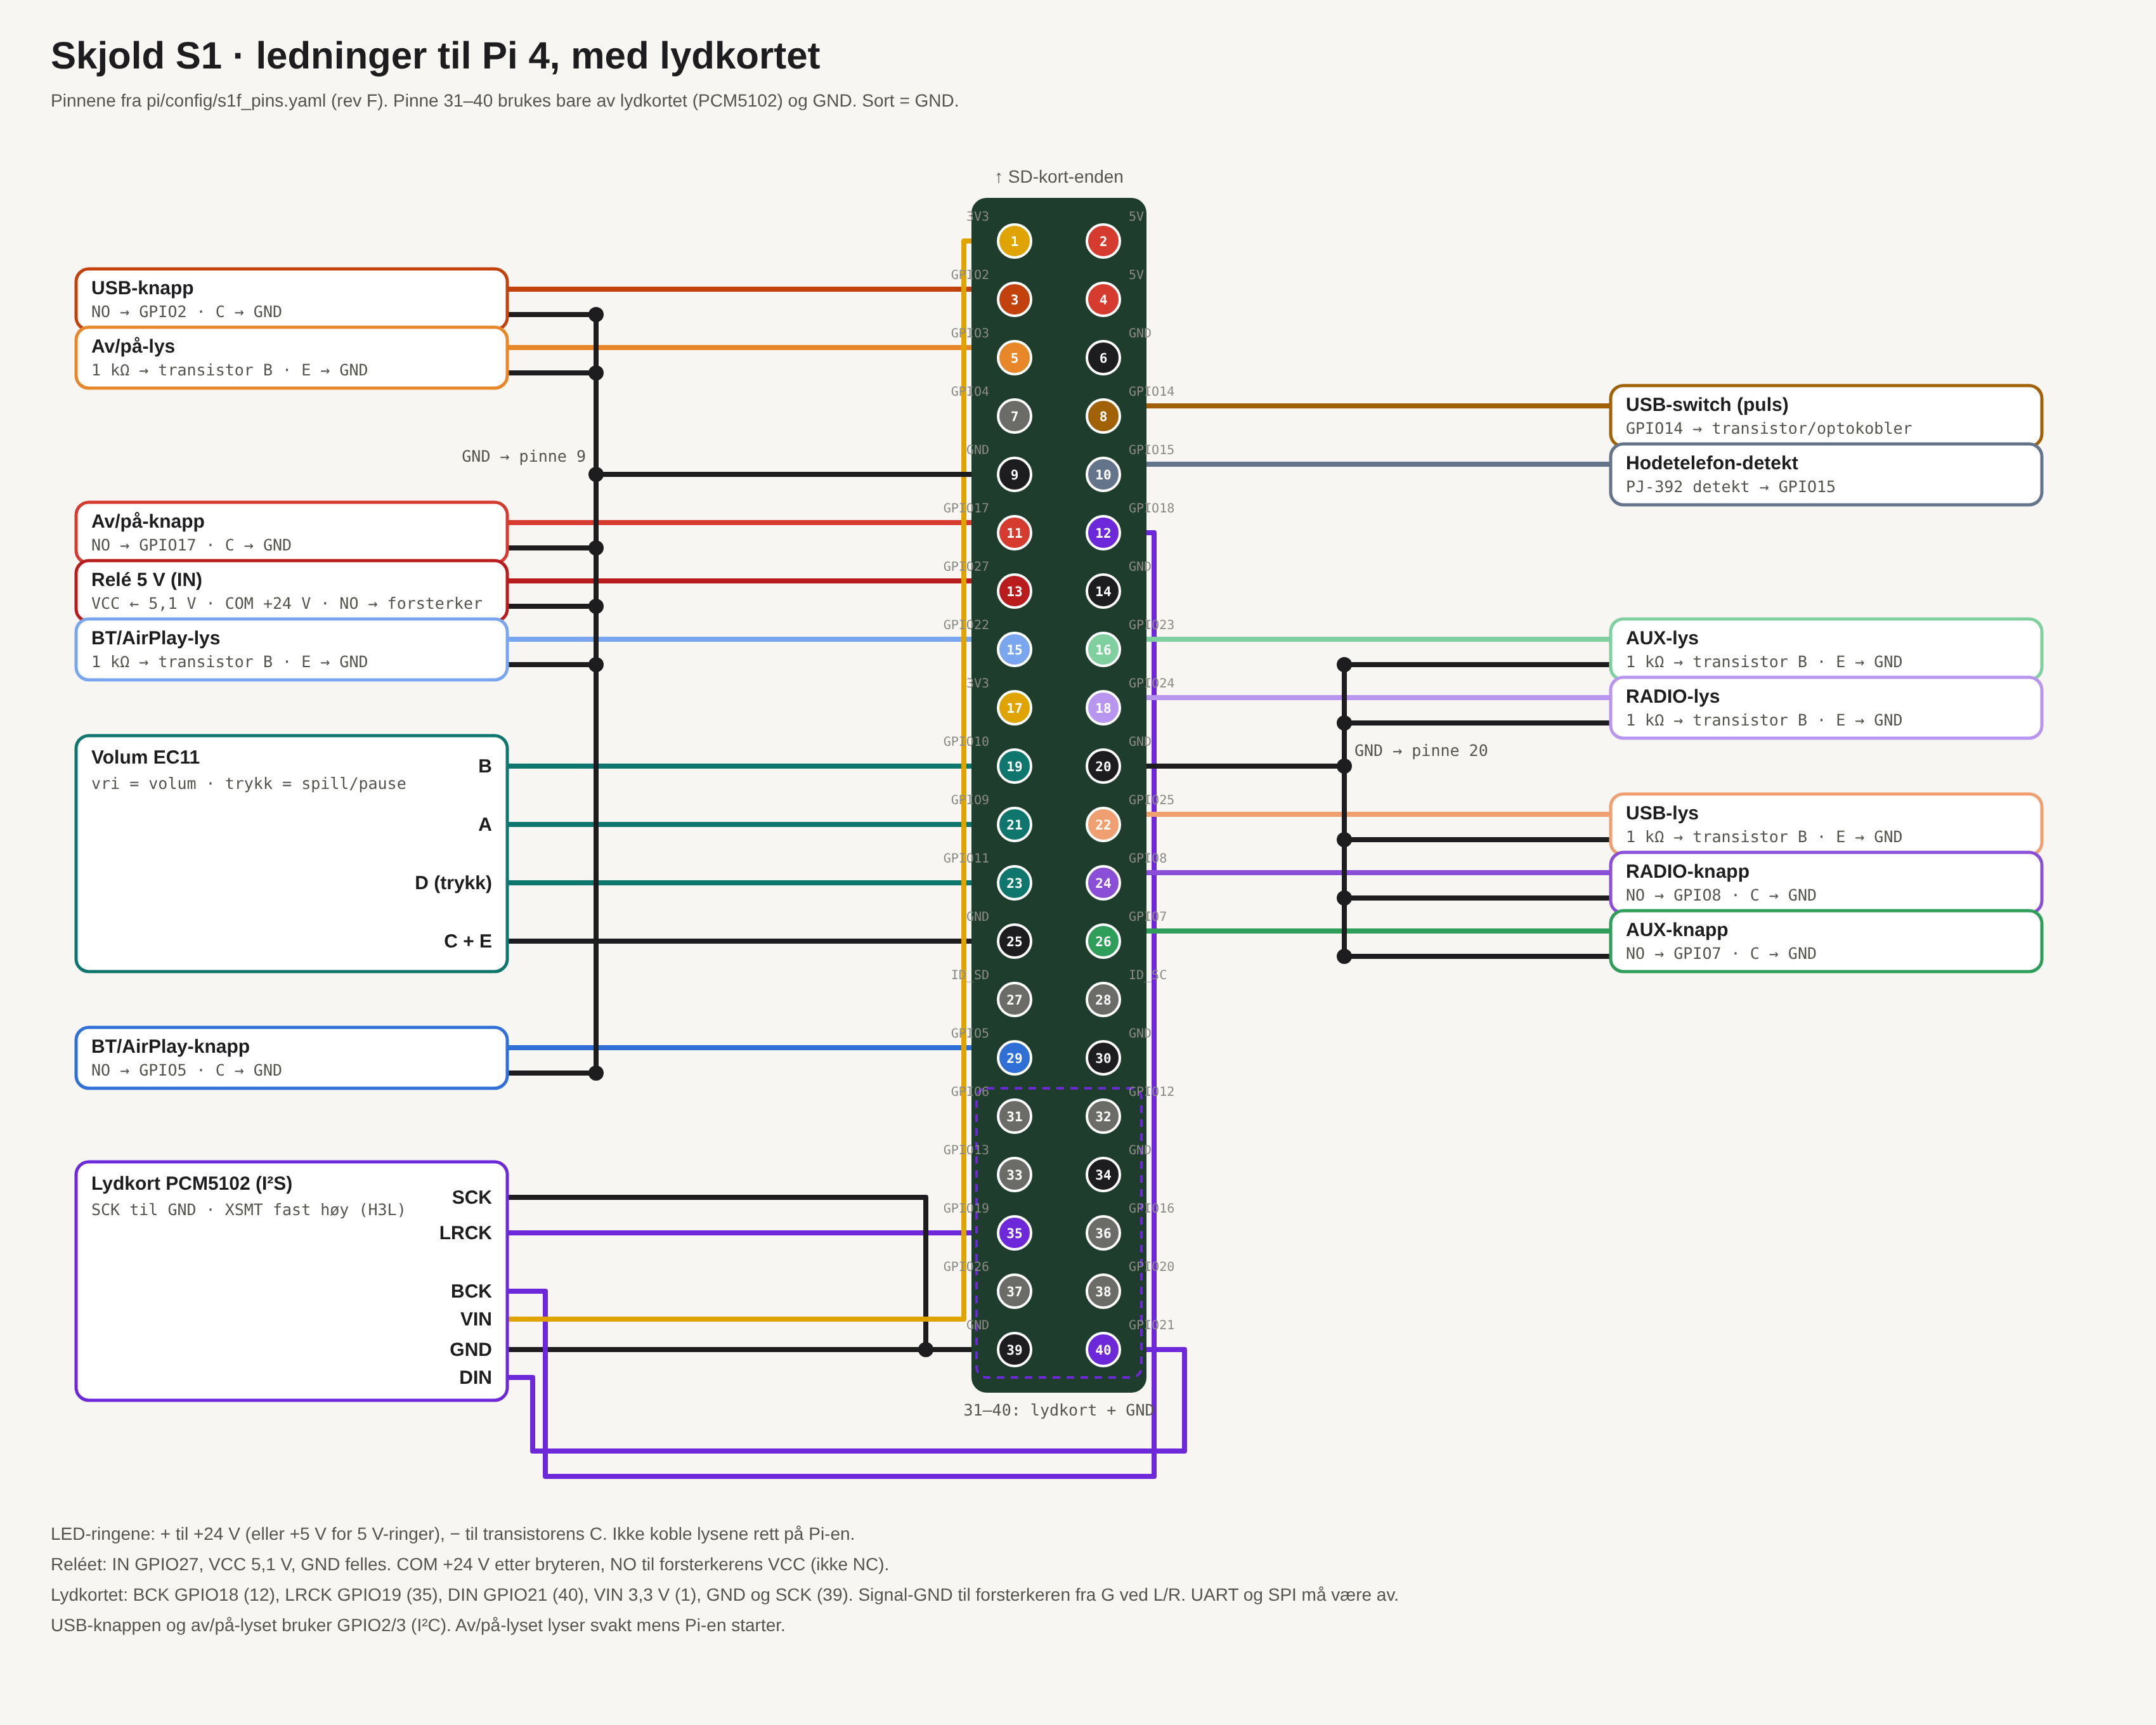 Skjold S1 · ledninger til Pi 4, med lydkortet
Pinnene fra pi/config/s1f_pins.yaml (rev F). Pinne 31–40 brukes bare av lydkortet (PCM5102) og GND. Sort = GND.
↑ SD-kort-enden
3V3 1 2 5V
GPIO2 3 4 5V
GPIO3 5 6 GND
GPIO4 7 8 GPIO14
GND 9 10 GPIO15
GPIO17 11 12 GPIO18
GPIO27 13 14 GND
GPIO22 15 16 GPIO23
3V3 17 18 GPIO24
GPIO10 19 20 GND
GPIO9 21 22 GPIO25
GPIO11 23 24 GPIO8
GND 25 26 GPIO7
ID_SD 27 28 ID_SC
GPIO5 29 30 GND
GPIO6 31 32 GPIO12
GPIO13 33 34 GND
GPIO19 35 36 GPIO16
GPIO26 37 38 GPIO20
GND 39 40 GPIO21
31–40: lydkort + GND
USB-knapp
NO → GPIO2 · C → GND
Av/på-lys
1 kΩ → transistor B · E → GND
GND → pinne 9
Av/på-knapp
NO → GPIO17 · C → GND
Relé 5 V (IN)
VCC ← 5,1 V · COM +24 V · NO → forsterker
BT/AirPlay-lys
1 kΩ → transistor B · E → GND
Volum EC11
vri = volum · trykk = spill/pause
B
A
D (trykk)
C + E
BT/AirPlay-knapp
NO → GPIO5 · C → GND
Lydkort PCM5102 (I²S)
SCK til GND · XSMT fast høy (H3L)
SCK
LRCK
BCK
VIN
GND
DIN
USB-switch (puls)
GPIO14 → transistor/optokobler
Hodetelefon-detekt
PJ-392 detekt → GPIO15
AUX-lys
1 kΩ → transistor B · E → GND
RADIO-lys
1 kΩ → transistor B · E → GND
GND → pinne 20
USB-lys
1 kΩ → transistor B · E → GND
RADIO-knapp
NO → GPIO8 · C → GND
AUX-knapp
NO → GPIO7 · C → GND
LED-ringene: + til +24 V (eller +5 V for 5 V-ringer), − til transistorens C. Ikke koble lysene rett på Pi-en.
Reléet: IN GPIO27, VCC 5,1 V, GND felles. COM +24 V etter bryteren, NO til forsterkerens VCC (ikke NC).
Lydkortet: BCK GPIO18 (12), LRCK GPIO19 (35), DIN GPIO21 (40), VIN 3,3 V (1), GND og SCK (39). Signal-GND til forsterkeren fra G ved L/R. UART og SPI må være av.
USB-knappen og av/på-lyset bruker GPIO2/3 (I²C). Av/på-lyset lyser svakt mens Pi-en starter.